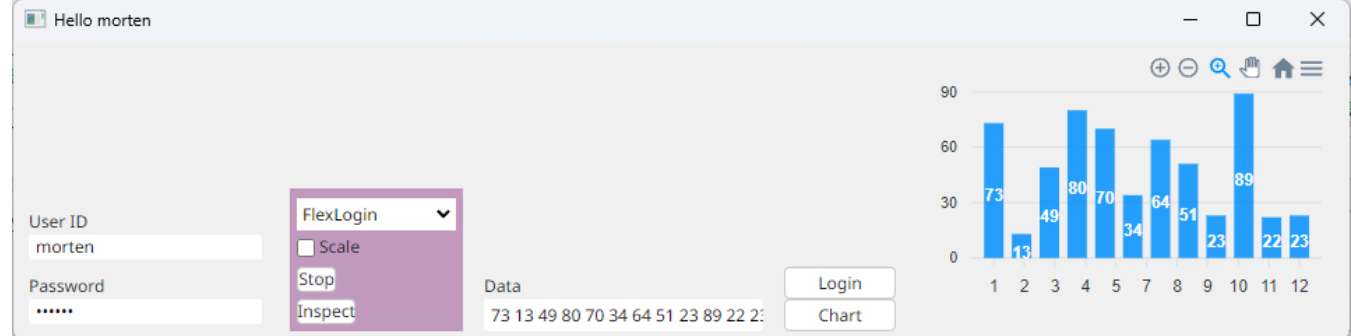 Hello morten
User ID
morten
Password
••••••
FlexLogin
Scale
Stop
Inspect
Data
73 13 49 80 70 34 64 51 23 89 22 23
Login
Chart
90
60
30
0
73 13 49 80 70 34 64 51 23 89 22 23
1 2 3 4 5 6 7 8 9 10 11 12